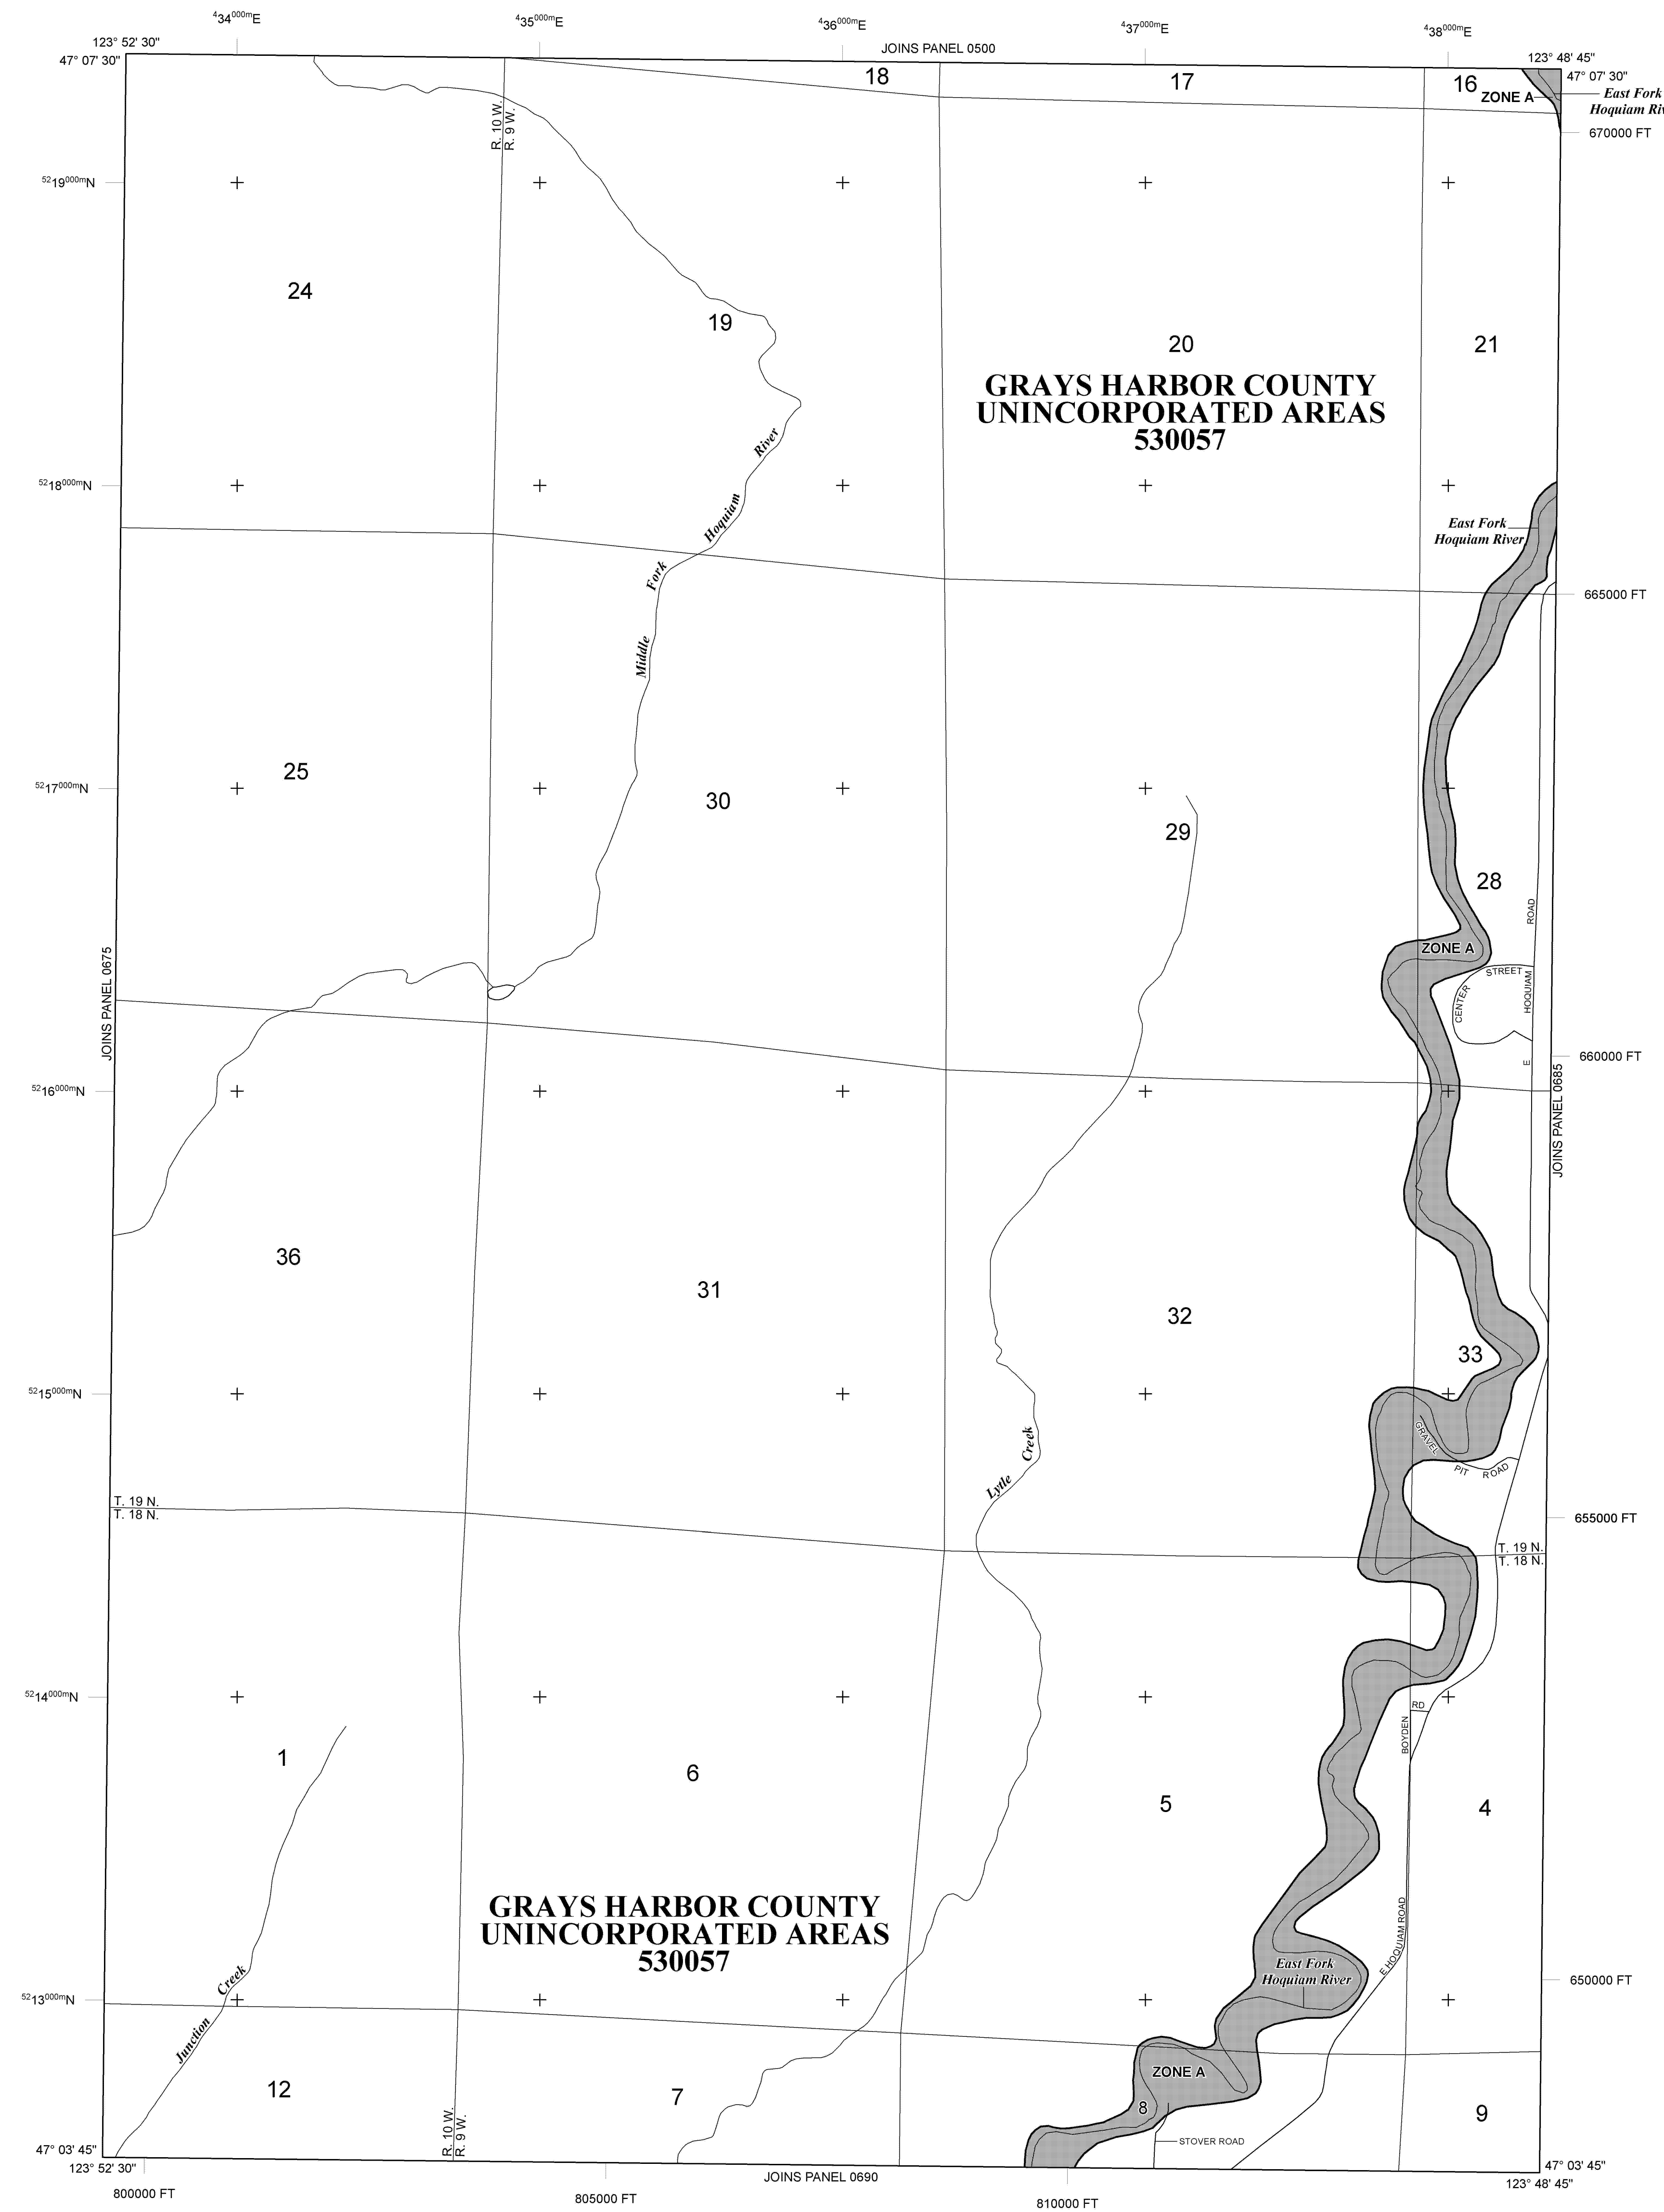 434000mE
435000mE
436000mE
437000mE
438000mE
123° 52' 30"
JOINS PANEL 0500
123° 48' 45"
47° 07' 30"
47° 07' 30"
18
17
16
ZONE A
East Fork
Hoquiam Riv
670000 FT
R. 10 W.
R. 9 W.
5219000mN
24
19
20
21
GRAYS HARBOR COUNTY
UNINCORPORATED AREAS
530057
River
Hoquiam
Fork
Middle
5218000mN
East Fork
Hoquiam River
665000 FT
25
5217000mN
30
29
28
ROAD
ZONE A
STREET
CENTER
HOQUIAM
E
JOINS PANEL 0675
660000 FT
JOINS PANEL 0685
5216000mN
36
31
32
33
5215000mN
GRAVEL
PIT
ROAD
Creek
Lytle
T. 19 N.
T. 18 N.
655000 FT
T. 19 N.
T. 18 N.
5214000mN
RD
BOYDEN
1
6
5
4
GRAYS HARBOR COUNTY
UNINCORPORATED AREAS
530057
E HOQUIAM ROAD
East Fork
Hoquiam River
650000 FT
Creek
Junction
5213000mN
ZONE A
12
7
8
9
R. 10 W.
R. 9 W.
STOVER ROAD
47° 03' 45"
47° 03' 45"
123° 52' 30"
JOINS PANEL 0690
123° 48' 45"
800000 FT
805000 FT
810000 FT